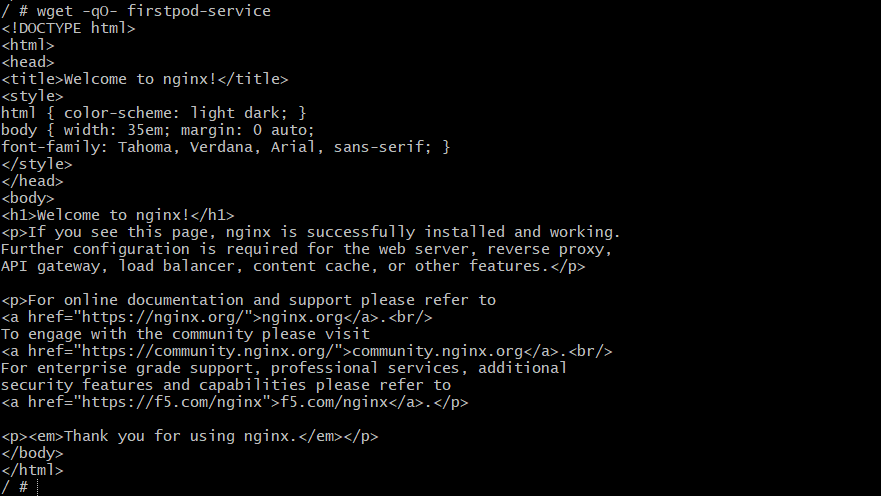 / # wget -qO- firstpod-service
<!DOCTYPE html>
<html>
<head>
<title>Welcome to nginx!</title>
<style>
html { color-scheme: light dark; }
body { width: 35em; margin: 0 auto;
font-family: Tahoma, Verdana, Arial, sans-serif; }
</style>
</head>
<body>
<h1>Welcome to nginx!</h1>
<p>If you see this page, nginx is successfully installed and working.
Further configuration is required for the web server, reverse proxy,
API gateway, load balancer, content cache, or other features.</p>

<p>For online documentation and support please refer to
<a href="https://nginx.org/">nginx.org</a>.<br/>
To engage with the community please visit
<a href="https://community.nginx.org/">community.nginx.org</a>.<br/>
For enterprise grade support, professional services, additional
security features and capabilities please refer to
<a href="https://f5.com/nginx">f5.com/nginx</a>.</p>

<p><em>Thank you for using nginx.</em></p>
</body>
</html>
/ #